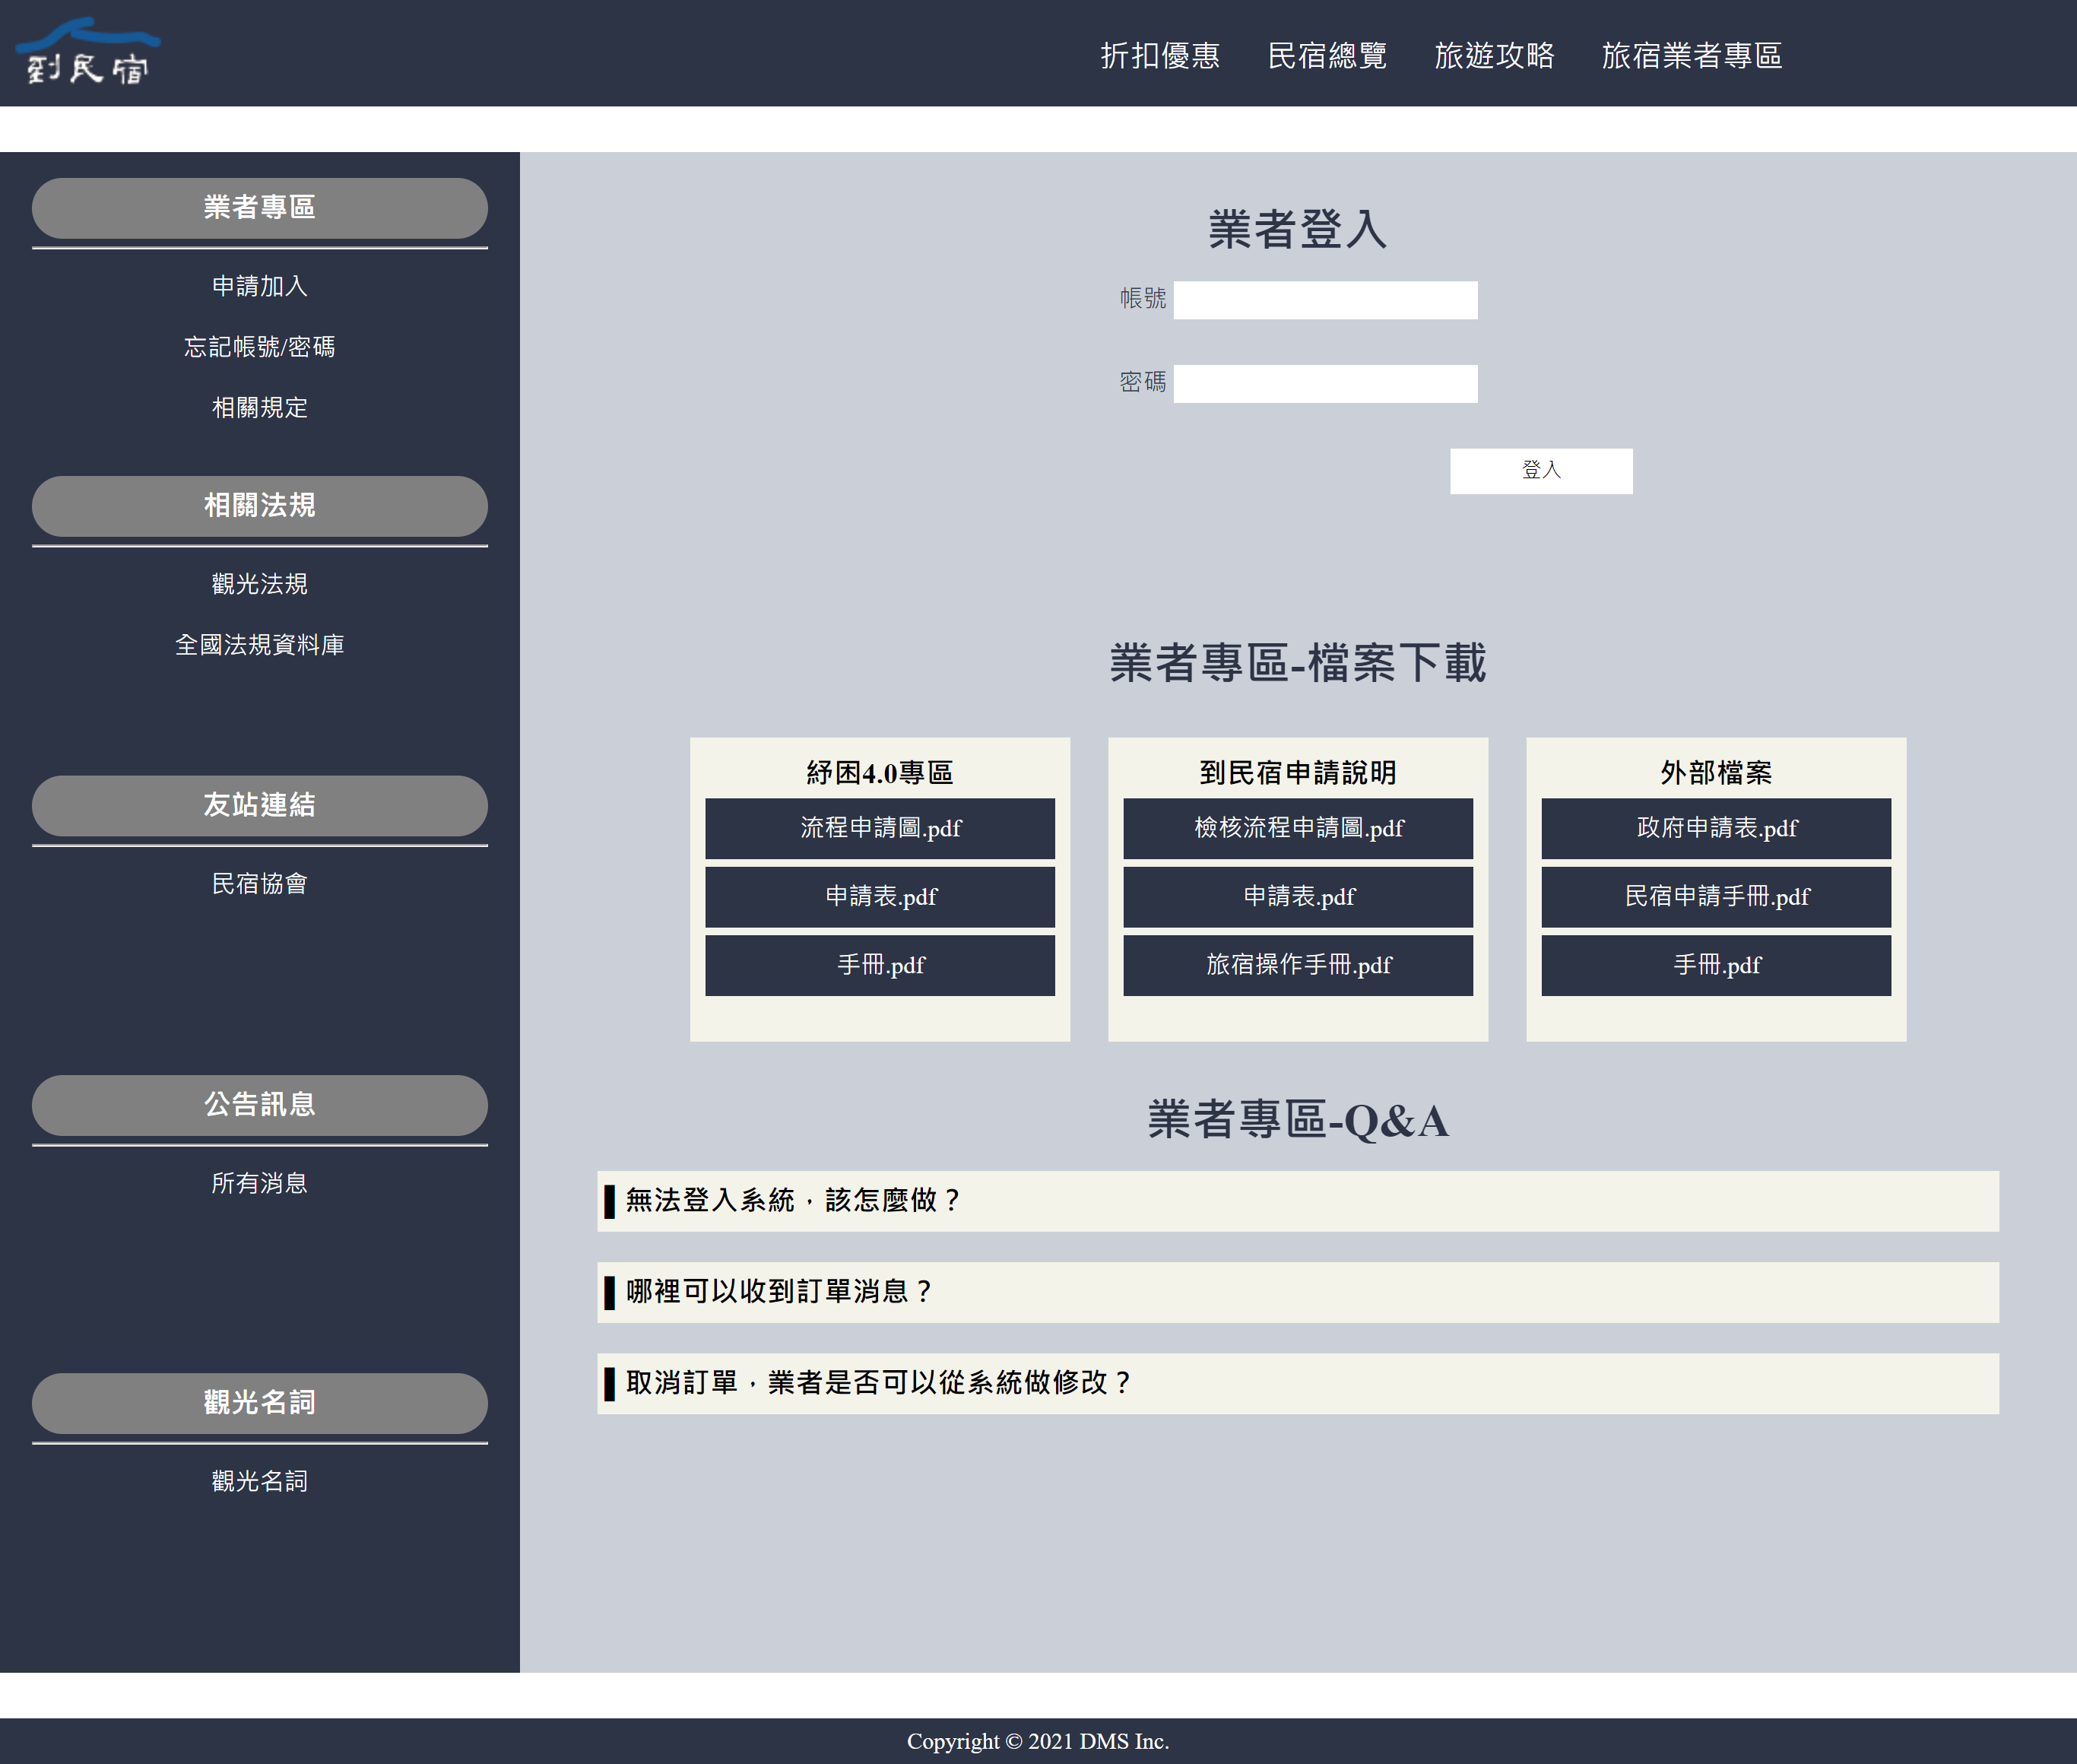 到民宿
折扣優惠 民宿總覽 旅遊攻略 旅宿業者專區
業者專區
申請加入
忘記帳號/密碼
相關規定
相關法規
觀光法規
全國法規資料庫
友站連結
民宿協會
公告訊息
所有消息
觀光名詞
觀光名詞
業者登入
帳號
密碼
登入
業者專區-檔案下載
紓困4.0專區
流程申請圖.pdf
申請表.pdf
手冊.pdf
到民宿申請說明
檢核流程申請圖.pdf
申請表.pdf
旅宿操作手冊.pdf
外部檔案
政府申請表.pdf
民宿申請手冊.pdf
手冊.pdf
業者專區-Q&A
▌無法登入系統，該怎麼做？
▌哪裡可以收到訂單消息？
▌取消訂單，業者是否可以從系統做修改？
Copyright © 2021 DMS Inc.